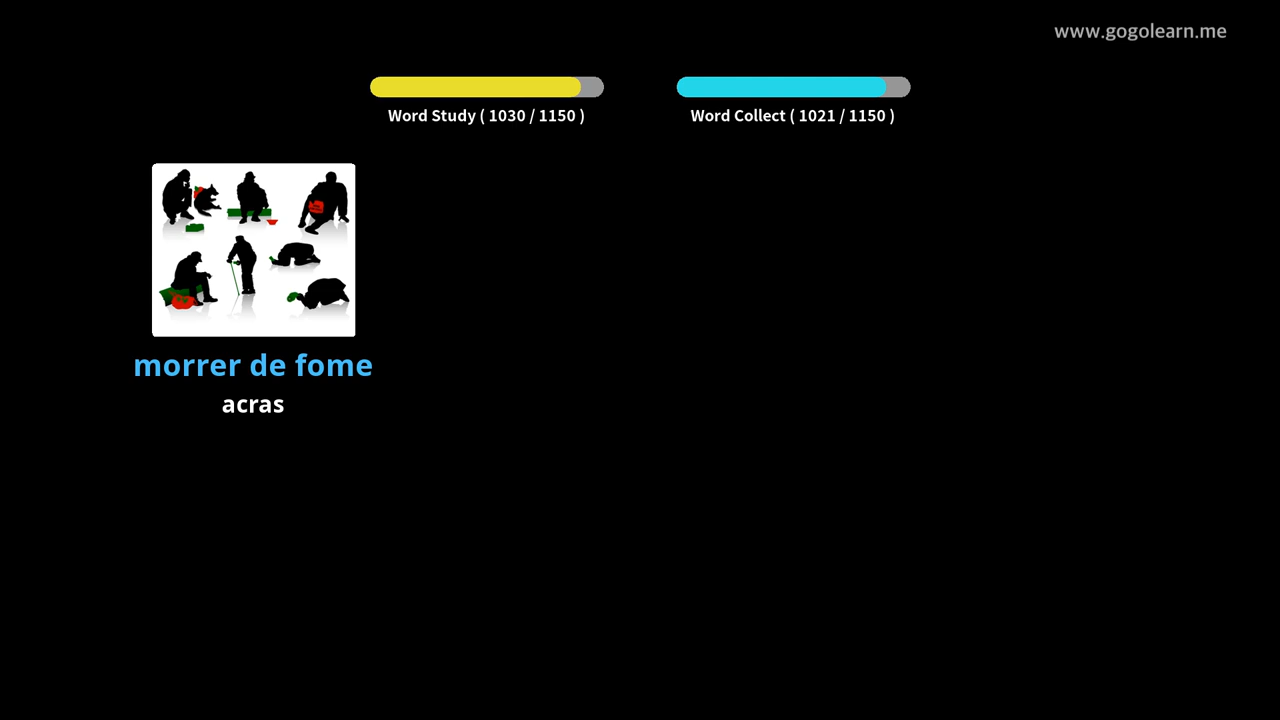 www.gogolearn.me
Word Study ( 1030 / 1150 )
Word Collect ( 1021 / 1150 )
morrer de fome
acras